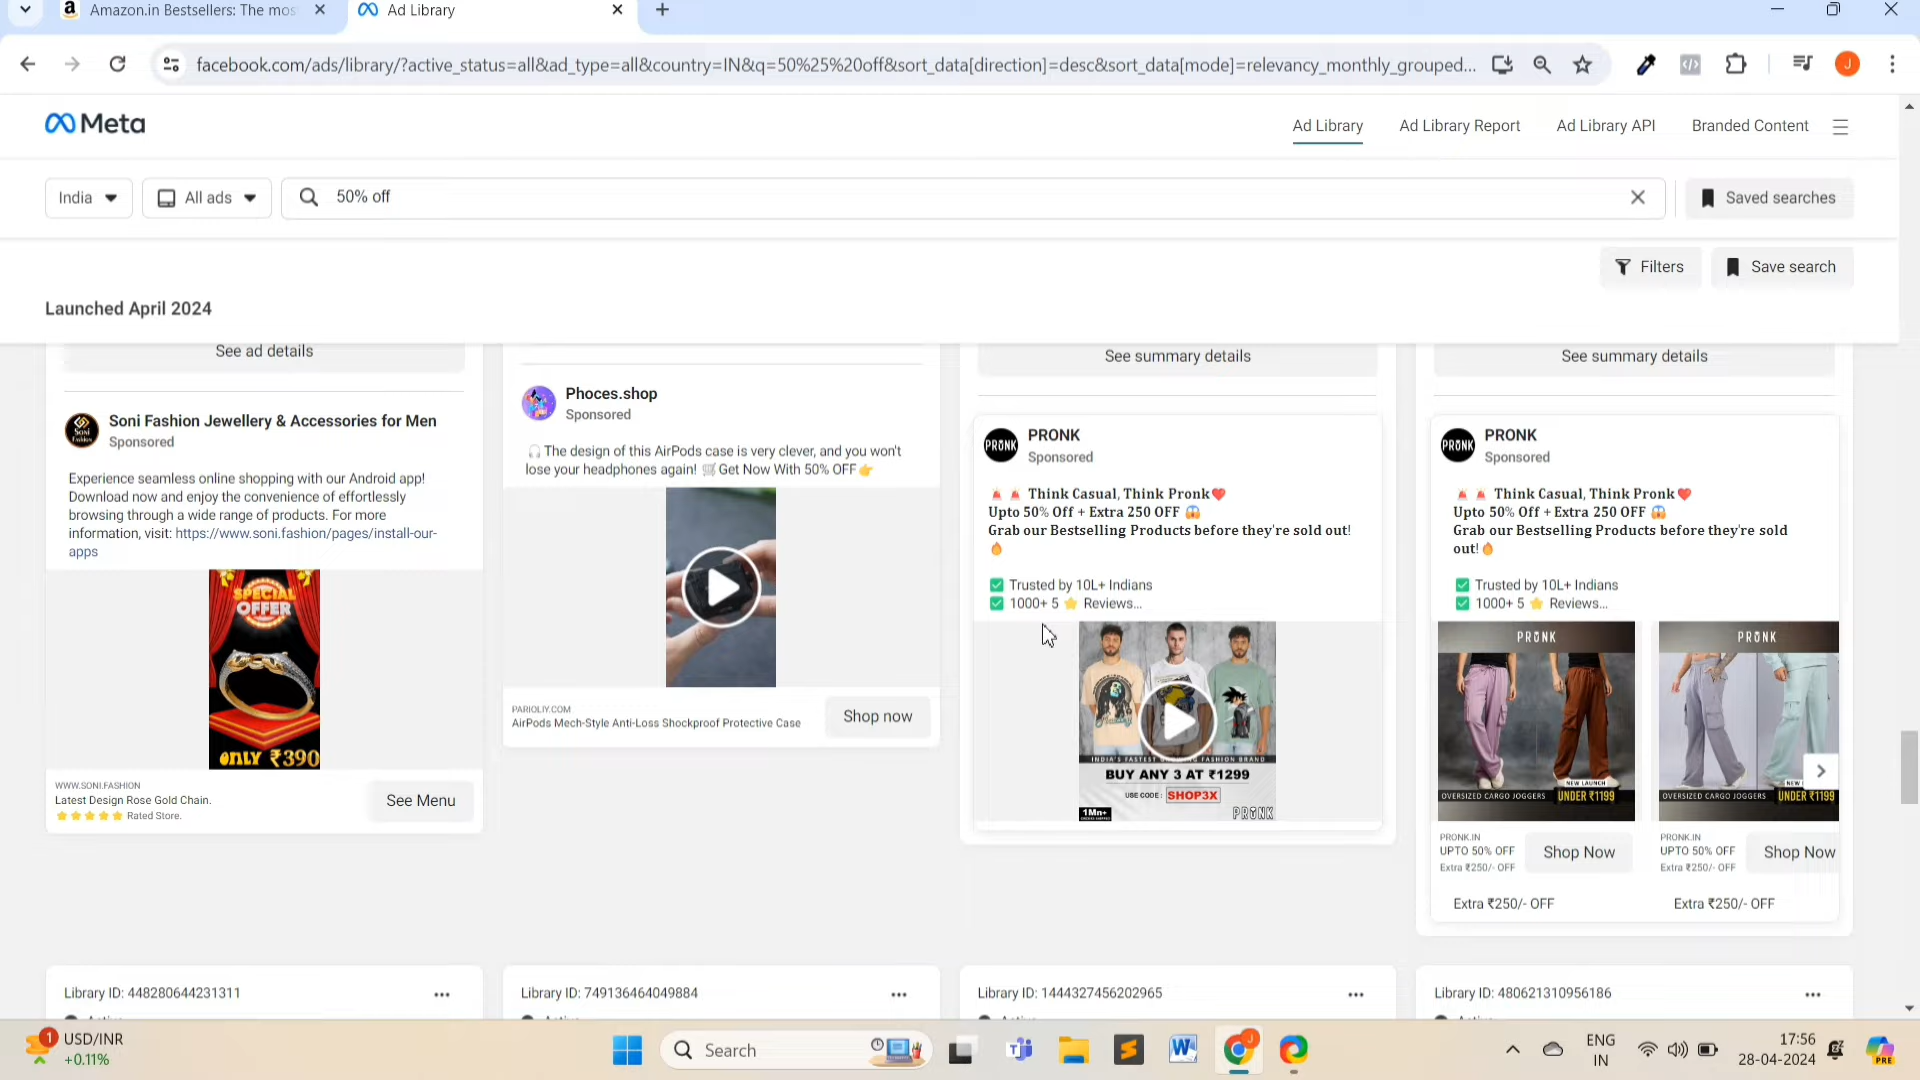 Amazon.in Bestsellers: The mos
Ad Library
facebook.com/ads/library/?active_status=all&ad_type=all&country=IN&q=50%25%20off&sort_data[direction]=desc&sort_data[mode]=relevancy_monthly_grouped...
J
Meta
Ad Library
Ad Library Report
Ad Library API
Branded Content
India
All ads
50% off
Saved searches
Filters
Save search
Launched April 2024
See ad details
Soni Fashion Jewellery & Accessories for Men
Sponsored
Experience seamless online shopping with our Android app!
Download now and enjoy the convenience of effortlessly
browsing through a wide range of products. For more
information, visit: https://www.soni.fashion/pages/install-our-
apps
SPECIAL
OFFER
ONLY ₹390
WWW.SONI.FASHION
Latest Design Rose Gold Chain.
⭐⭐⭐⭐⭐ Rated Store.
See Menu
Phoces.shop
Sponsored
🎧The design of this AirPods case is very clever, and you won't
lose your headphones again! 🛒Get Now With 50% OFF👉
PARIOLIY.COM
AirPods Mech-Style Anti-Loss Shockproof Protective Case
Shop now
See summary details
PRONK
PRONK
Sponsored
🚨 🚨 Think Casual, Think Pronk❤️
Upto 50% Off + Extra 250 OFF 😱
Grab our Bestselling Products before they're sold out!
🔥
✅ Trusted by 10L+ Indians
✅ 1000+ 5 ⭐ Reviews...
INDIA'S FASTEST GROWING FASHION BRAND
BUY ANY 3 AT ₹1299
USE CODE: SHOP3X
1Mn+
PRONK
See summary details
PRONK
PRONK
Sponsored
🚨 🚨 Think Casual, Think Pronk❤️
Upto 50% Off + Extra 250 OFF 😱
Grab our Bestselling Products before they're sold
out!🔥
✅ Trusted by 10L+ Indians
✅ 1000+ 5 ⭐ Reviews...
PRONK
NEW LAUNCH
OVERSIZED CARGO JOGGERS UNDER ₹1199
PRONK.IN
UPTO 50% OFF
Extra ₹250/- OFF
Shop Now
Extra ₹250/- OFF
PRONK
NEW
OVERSIZED CARGO JOGGERS UNDER ₹1199
PRONK.IN
UPTO 50% OFF
Extra ₹250/- OFF
Shop Now
Extra ₹250/- OFF
Library ID: 448280644231311
Library ID: 749136464049884
Library ID: 1444327456202965
Library ID: 480621310956186
1
USD/INR
+0.11%
Search
ENG
IN
17:56
28-04-2024
PRE